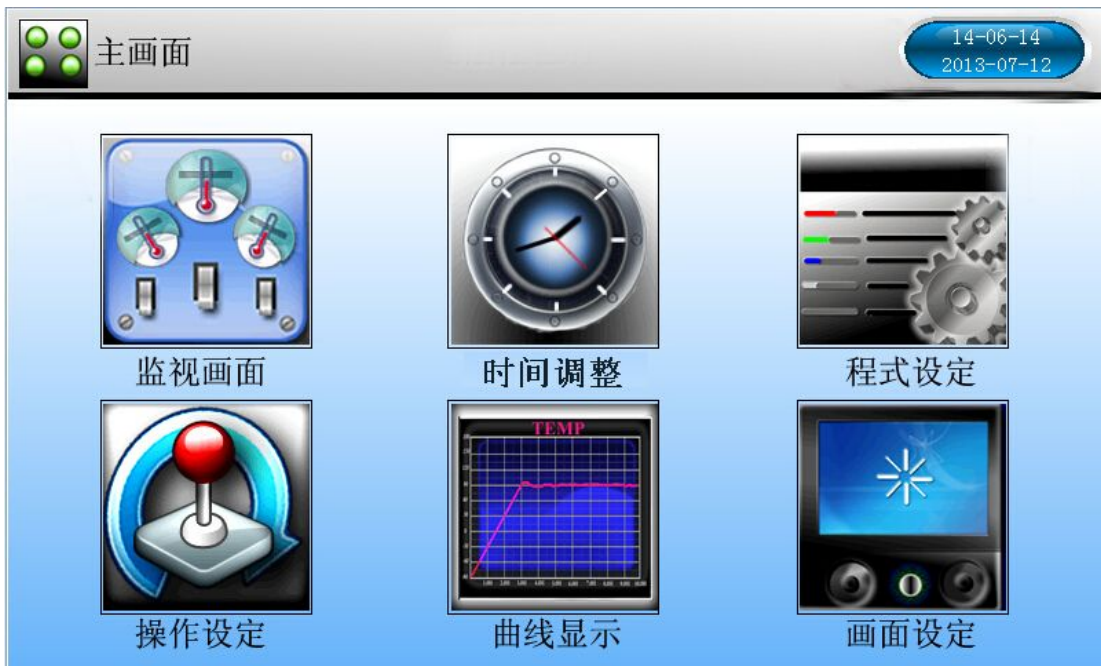 主画面
14-06-14
2013-07-12
监视画面
时间调整
程式设定
TEMP
操作设定
曲线显示
画面设定